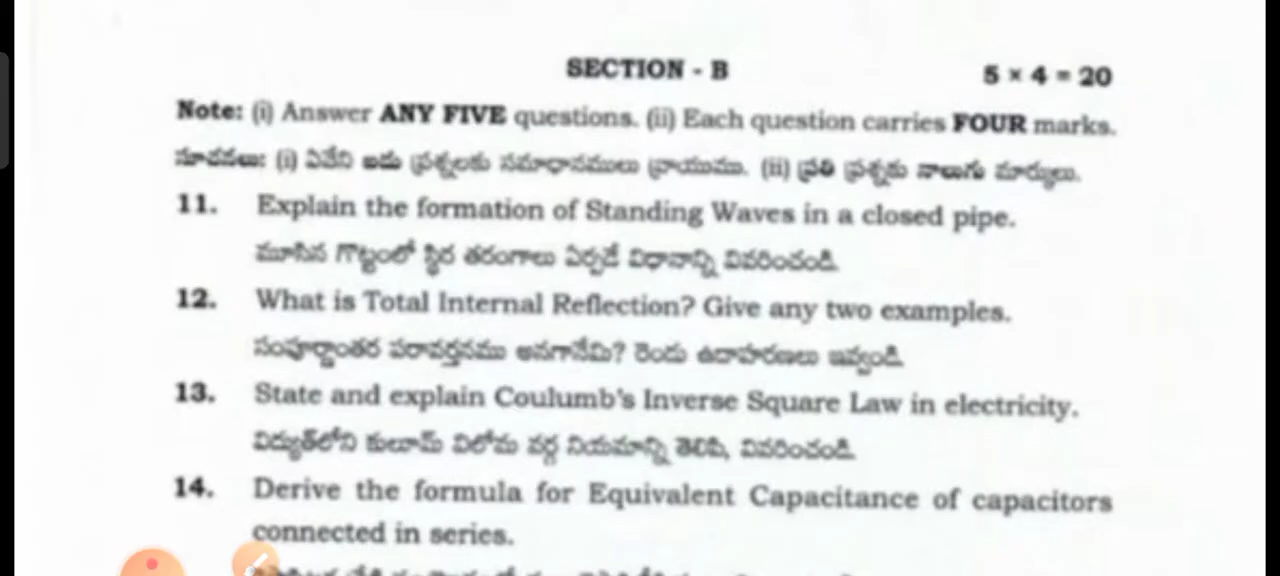 SECTION - B 5 × 4 = 20
Note: (i) Answer ANY FIVE questions. (ii) Each question carries FOUR marks.
సూచనలు: (i) ఏవేని ఐదు ప్రశ్నలకు సమాధానములు వ్రాయుము. (ii) ప్రతి ప్రశ్నకు నాలుగు మార్కులు.
11. Explain the formation of Standing Waves in a closed pipe.
మూసిన గొట్టంలో స్థిర తరంగాలు ఏర్పడే విధానాన్ని వివరించండి.
12. What is Total Internal Reflection? Give any two examples.
సంపూర్ణాంతర పరావర్తనము అనగానేమి? రెండు ఉదాహరణలు ఇవ్వండి.
13. State and explain Coulumb's Inverse Square Law in electricity.
విద్యుత్‌లోని కులూమ్ విలోమ వర్గ నియమాన్ని తెలిపి, వివరించండి.
14. Derive the formula for Equivalent Capacitance of capacitors
connected in series.